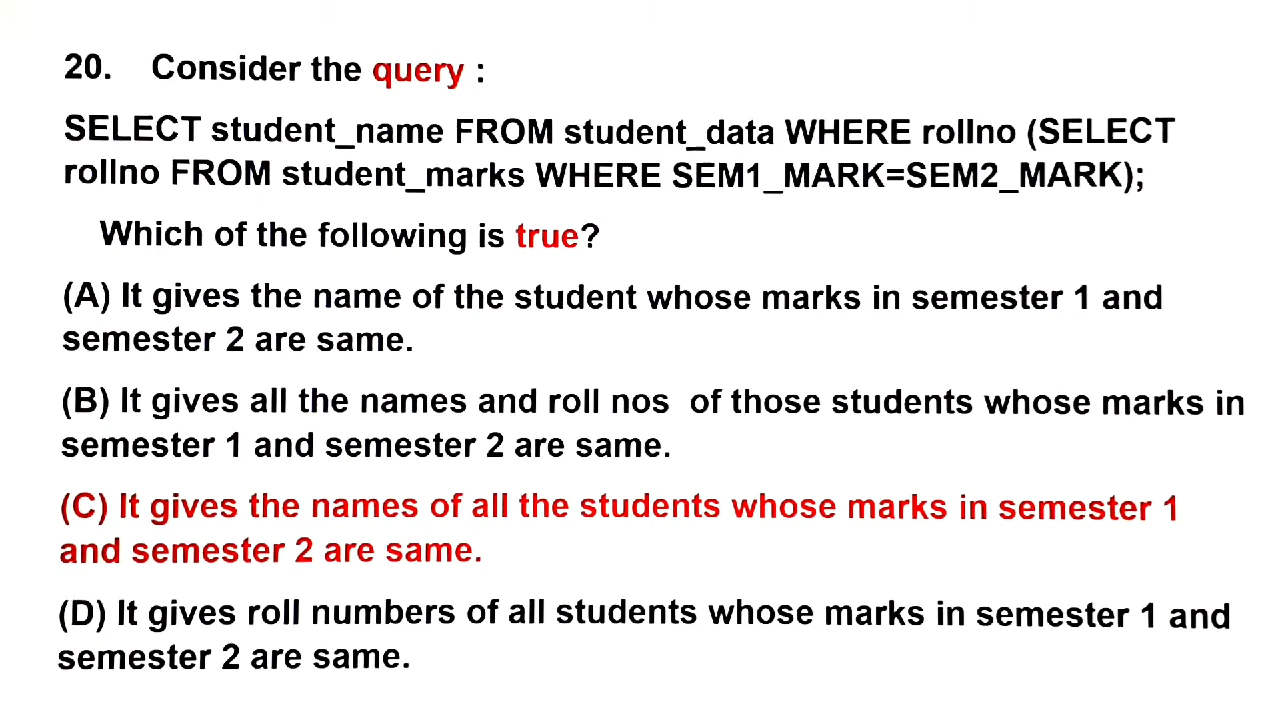 20. Consider the query :
SELECT student_name FROM student_data WHERE rollno (SELECT
rollno FROM student_marks WHERE SEM1_MARK=SEM2_MARK);
Which of the following is true?
(A) It gives the name of the student whose marks in semester 1 and
semester 2 are same.
(B) It gives all the names and roll nos of those students whose marks in
semester 1 and semester 2 are same.
(C) It gives the names of all the students whose marks in semester 1
and semester 2 are same.
(D) It gives roll numbers of all students whose marks in semester 1 and
semester 2 are same.